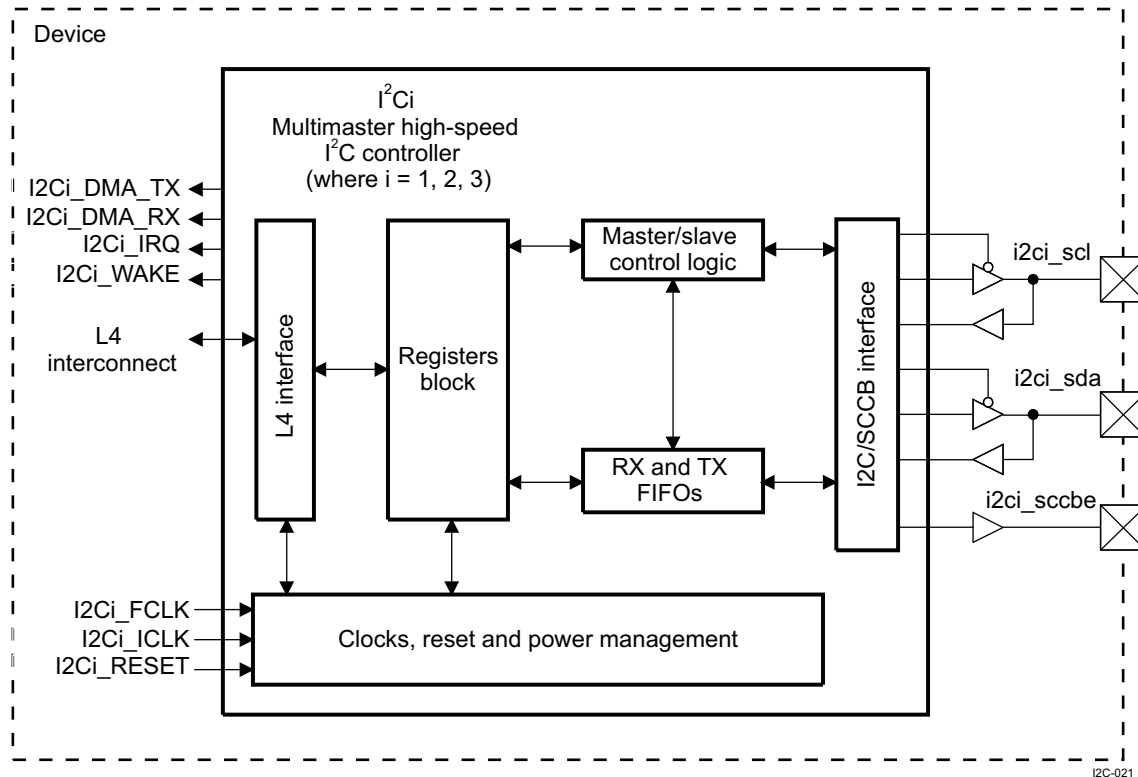 Device
I²Ci
Multimaster high-speed
I²C controller
(where i = 1, 2, 3)
I2Ci_DMA_TX
I2Ci_DMA_RX
I2Ci_IRQ
I2Ci_WAKE
L4
interconnect
L4 interface
Registers
block
Master/slave
control logic
RX and TX
FIFOs
I2C/SCCB interface
i2ci_scl
i2ci_sda
i2ci_sccbe
I2Ci_FCLK
I2Ci_ICLK
I2Ci_RESET
Clocks, reset and power management
I2C-021